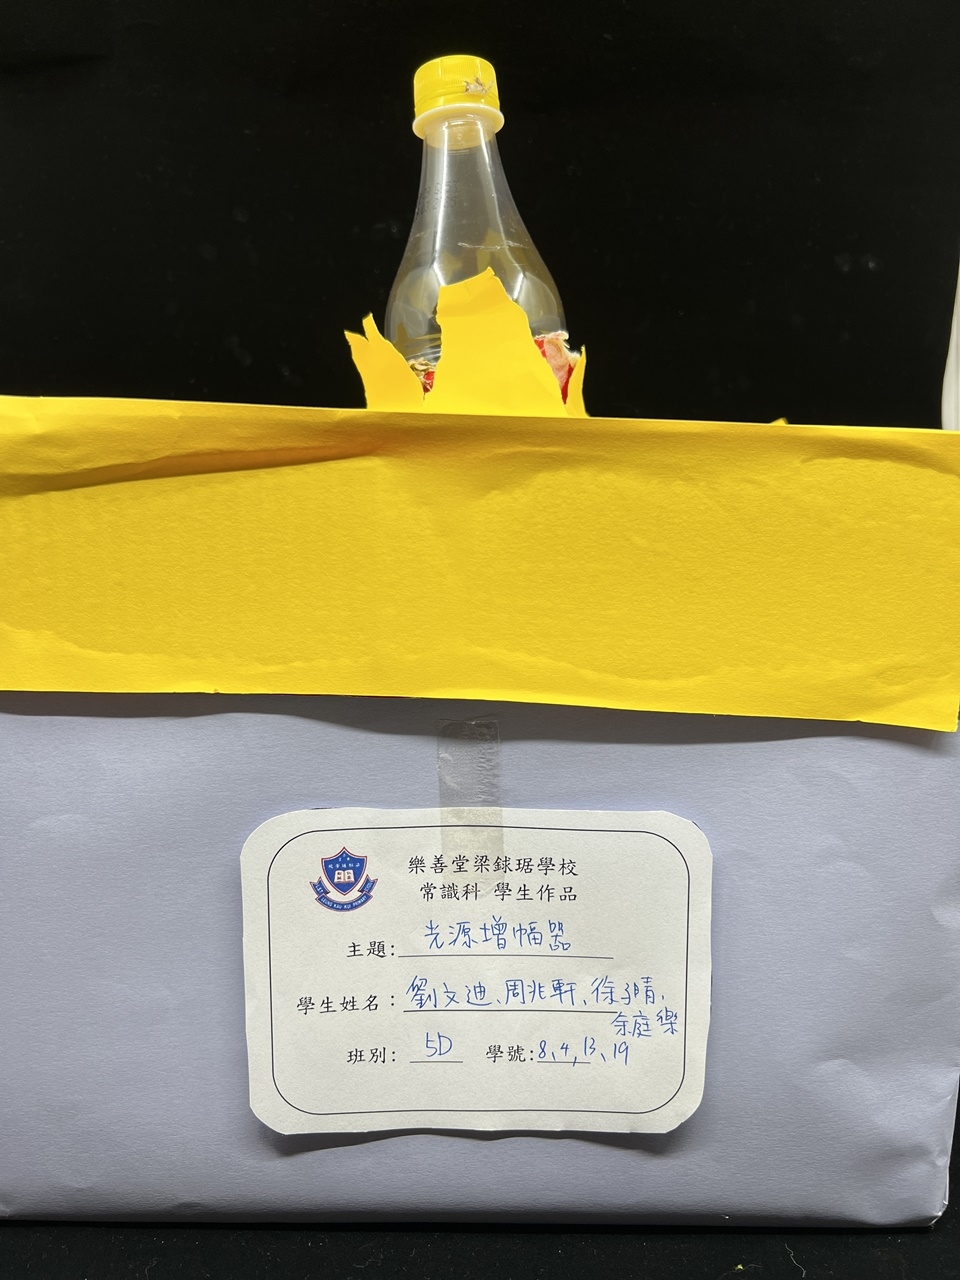 樂善堂梁銶琚學校
常識科 學生作品
主題: 光源增幅器
學生姓名: 劉文迪、周兆軒、徐子晴、
余庭樂
班別: 5D 學號: 8、4、13、19